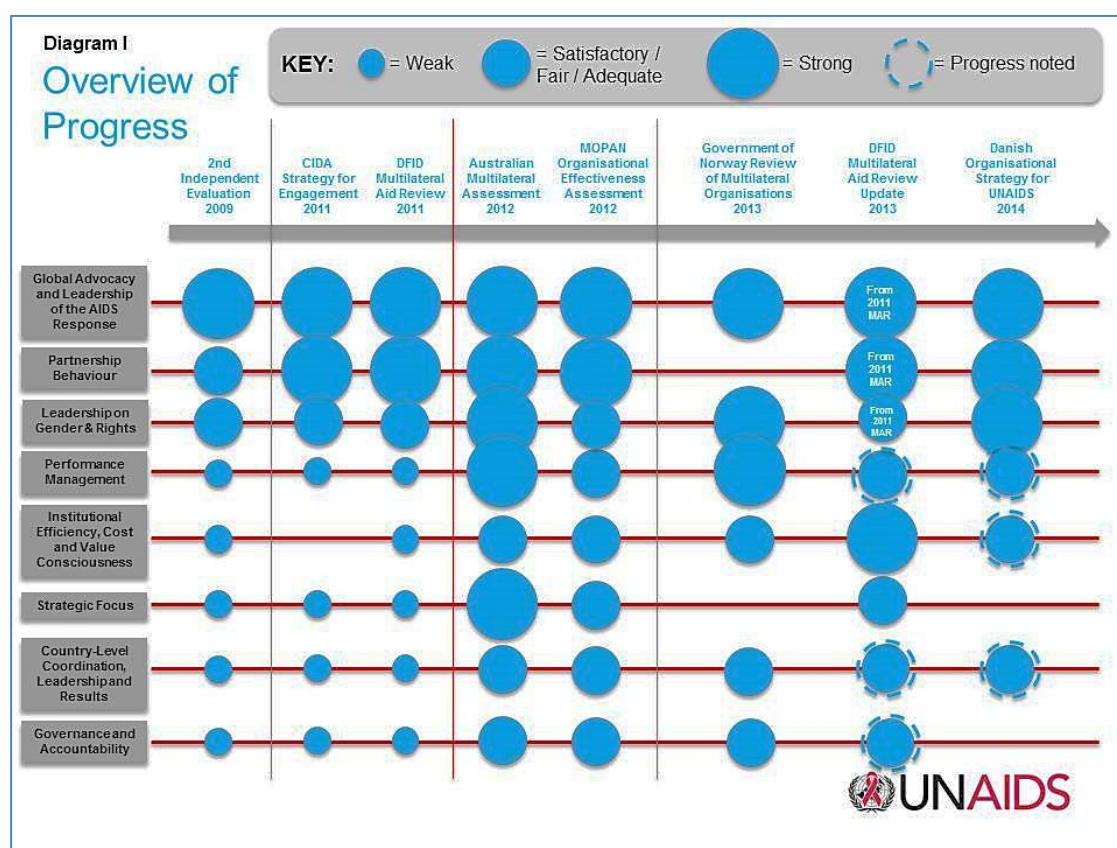 Diagram I
Overview of
Progress
KEY:
= Weak
= Satisfactory /
Fair / Adequate
= Strong
= Progress noted
2nd
Independent
Evaluation
2009
CIDA
Strategy for
Engagement
2011
DFID
Multilateral
Aid Review
2011
Australian
Multilateral
Assessment
2012
MOPAN
Organisational
Effectiveness
Assessment
2012
Government of
Norway Review
of Multilateral
Organisations
2013
DFID
Multilateral
Aid Review
Update
2013
Danish
Organisational
Strategy for
UNAIDS
2014
Global Advocacy
and Leadership
of the AIDS
Response
From
2011
MAR
Partnership
Behaviour
From
2011
MAR
Leadership on
Gender & Rights
From
2011
MAR
Performance
Management
Institutional
Efficiency, Cost
and Value
Consciousness
Strategic Focus
Country-Level
Coordination,
Leadership and
Results
Governance and
Accountability
UNAIDS